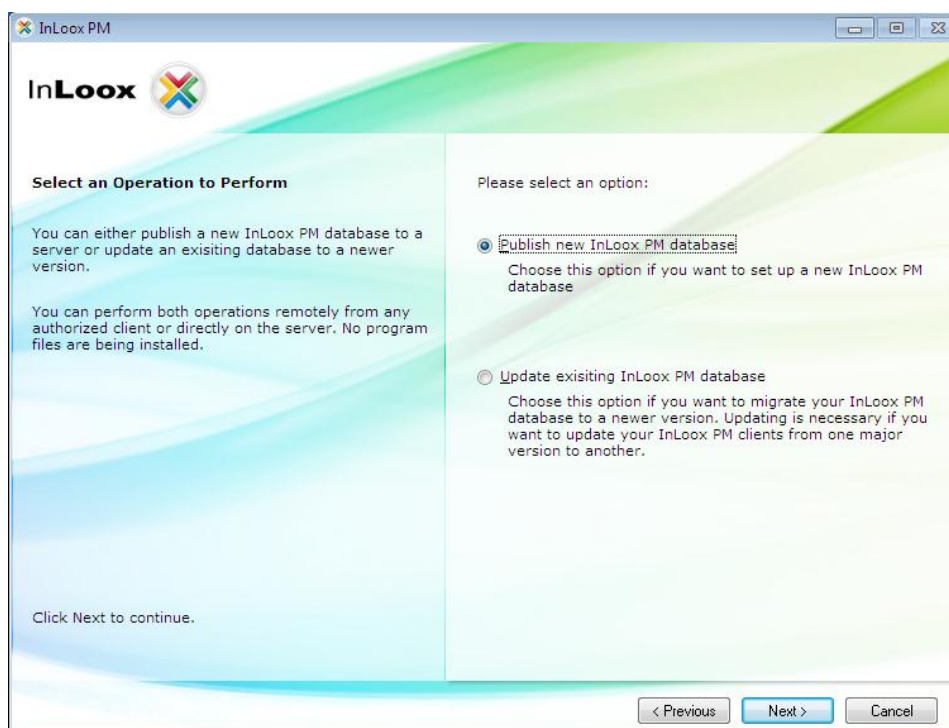 InLoox PM
InLoox
Select an Operation to Perform
You can either publish a new InLoox PM database to a
server or update an exisiting database to a newer
version.
You can perform both operations remotely from any
authorized client or directly on the server. No program
files are being installed.
Click Next to continue.
Please select an option:
Publish new InLoox PM database
Choose this option if you want to set up a new InLoox PM
database
Update exisiting InLoox PM database
Choose this option if you want to migrate your InLoox PM
database to a newer version. Updating is necessary if you
want to update your InLoox PM clients from one major
version to another.
< Previous
Next >
Cancel